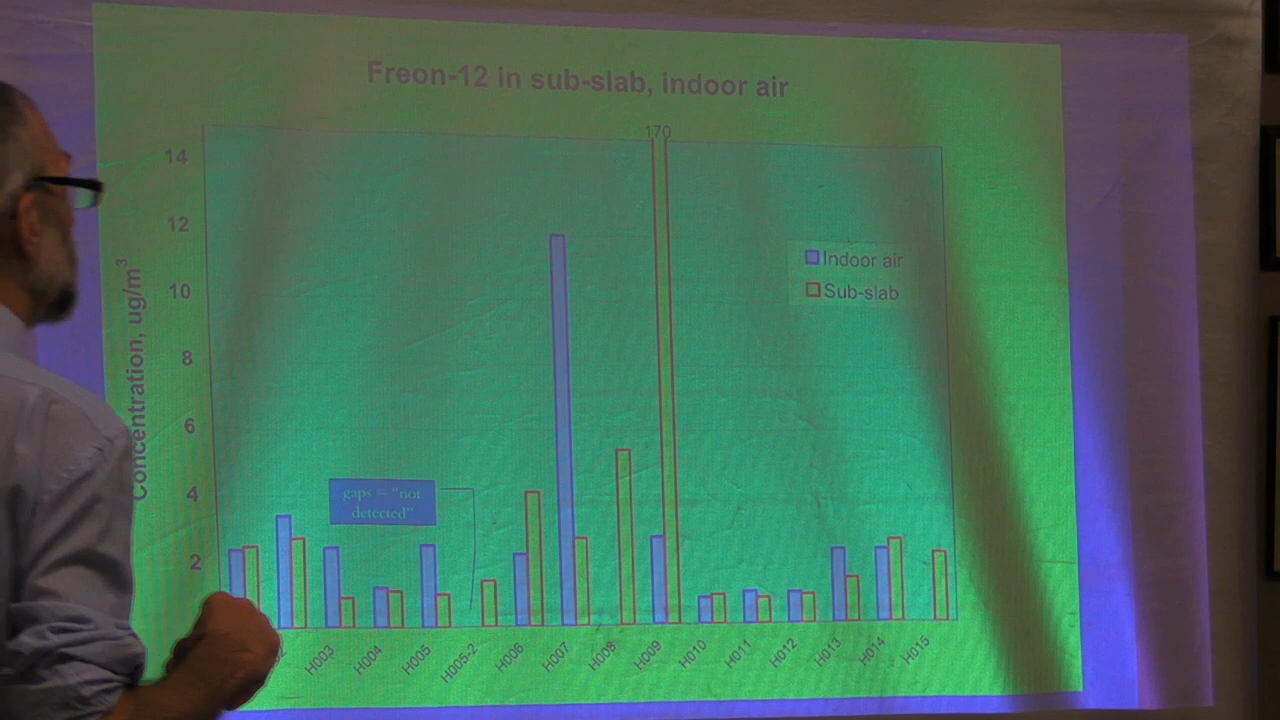 Freon-12 in sub-slab, indoor air
170
14
12
10
8
6
4
2
Concentration, ug/m³
Indoor air
Sub-slab
gaps = "not
detected"
H003
H004
H005
H005-2
H006
H007
H008
H009
H010
H011
H012
H013
H014
H015